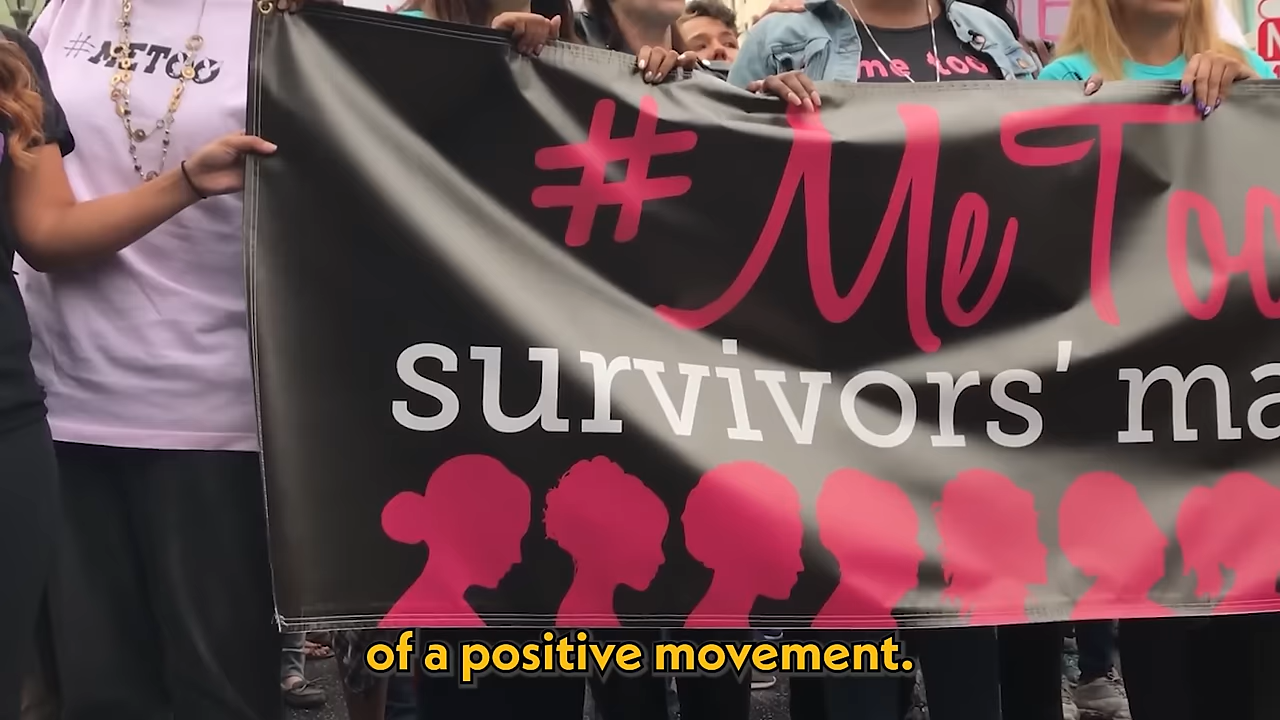 #METOO
me too
#Me Too
survivors' ma
of a positive movement.